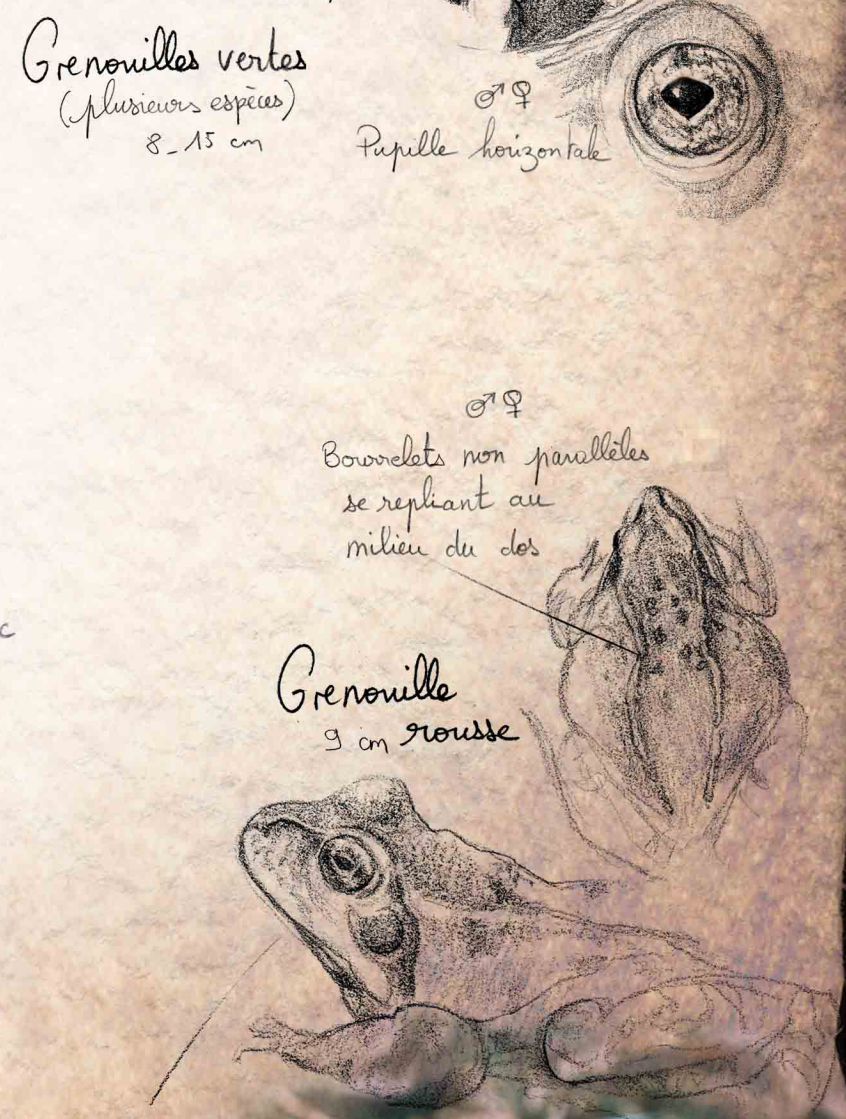 Grenouilles vertes
(plusieurs espèces)
8_15 cm
♂♀
Pupille horizontale
♂♀
Bourrelets non parallèles
se repliant au
milieu du dos
c
Grenouille
9 cm rousse